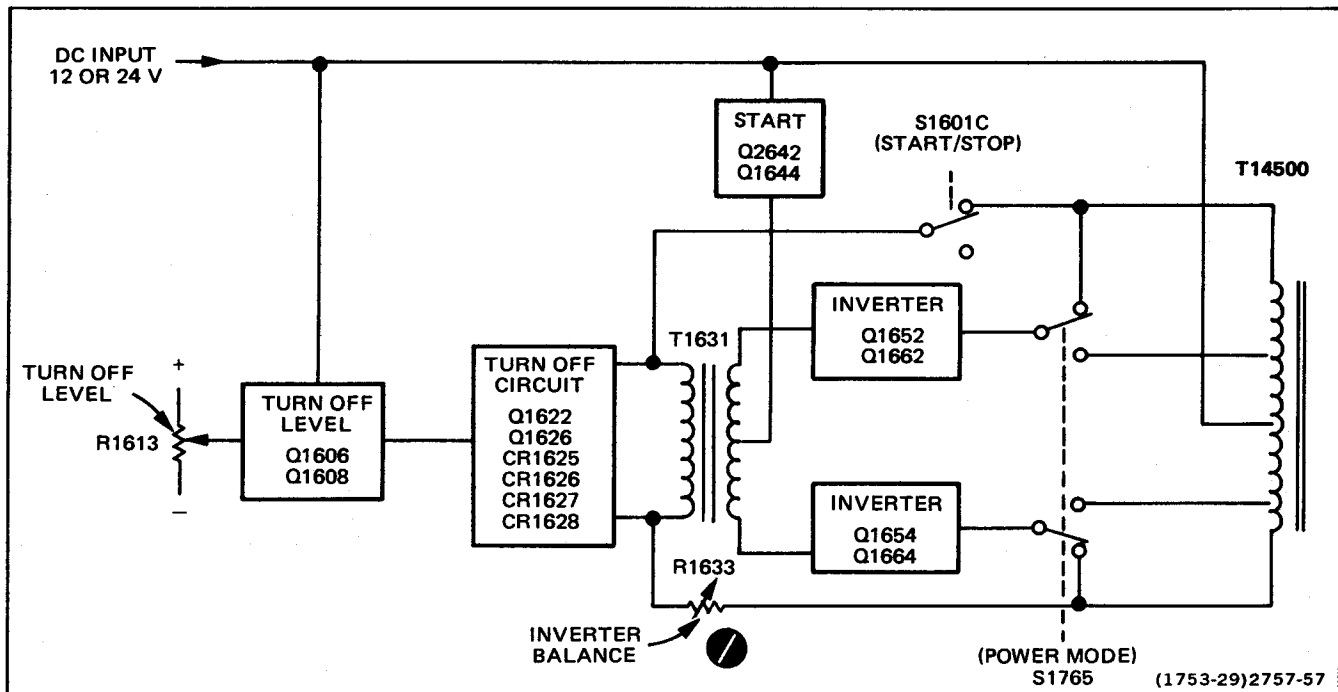 DC INPUT
12 OR 24 V
START
Q2642
Q1644
S1601C
(START/STOP)
T14500
INVERTER
Q1652
Q1662
T1631
TURN OFF
LEVEL
+
R1613
−
TURN OFF
LEVEL
Q1606
Q1608
TURN OFF
CIRCUIT
Q1622
Q1626
CR1625
CR1626
CR1627
CR1628
INVERTER
Q1654
Q1664
R1633
INVERTER
BALANCE
(POWER MODE)
S1765
(1753-29)2757-57